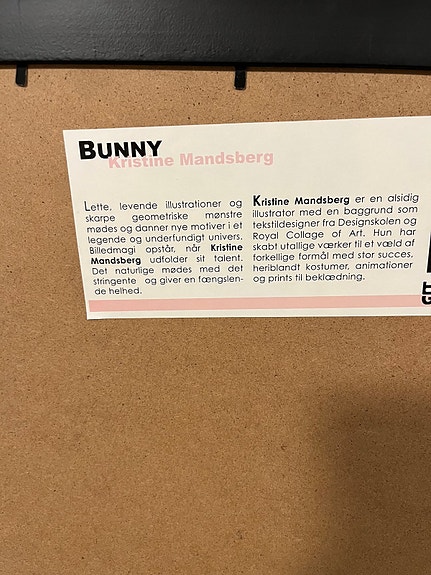 BUNNY
Kristine Mandsberg
Lette, levende illustrationer og
skarpe geometriske mønstre
mødes og danner nye motiver i et
legende og underfundigt univers.
Billedmagi opstår, når Kristine
Mandsberg udfolder sit talent.
Det naturlige mødes med det
stringente og giver en fængslen-
de helhed.
Kristine Mandsberg er en alsidig
illustrator med en baggrund som
tekstildesigner fra Designskolen og
Royal Collage of Art. Hun har
skabt utallige værker til et væld af
forkellige formål med stor succes,
heriblandt kostumer, animationer
og prints til beklædning.